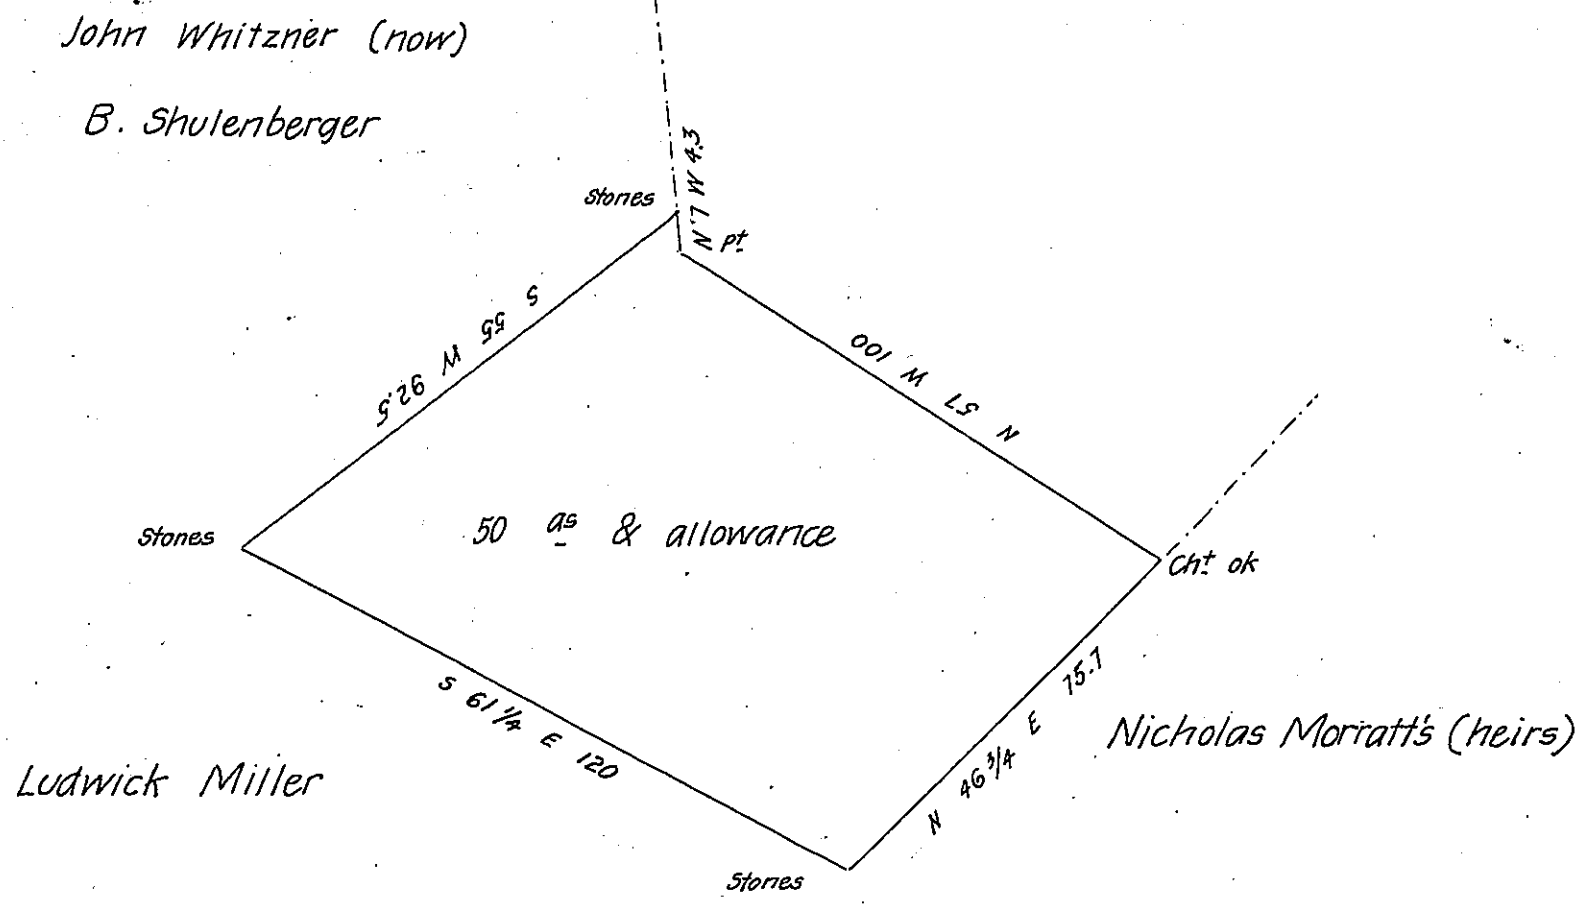 John Whitzner (now)
B. Shulenberger
Stones
N 7 W 4.3
Pt
S 55 W 92.5
N 57 W 100
Stones
50 as & allowance
Cht ok
S 61 1/4 E 120
N 46 3/4 E 75.7
Nicholas Morratt's (heirs)
Ludwick Miller
Stones